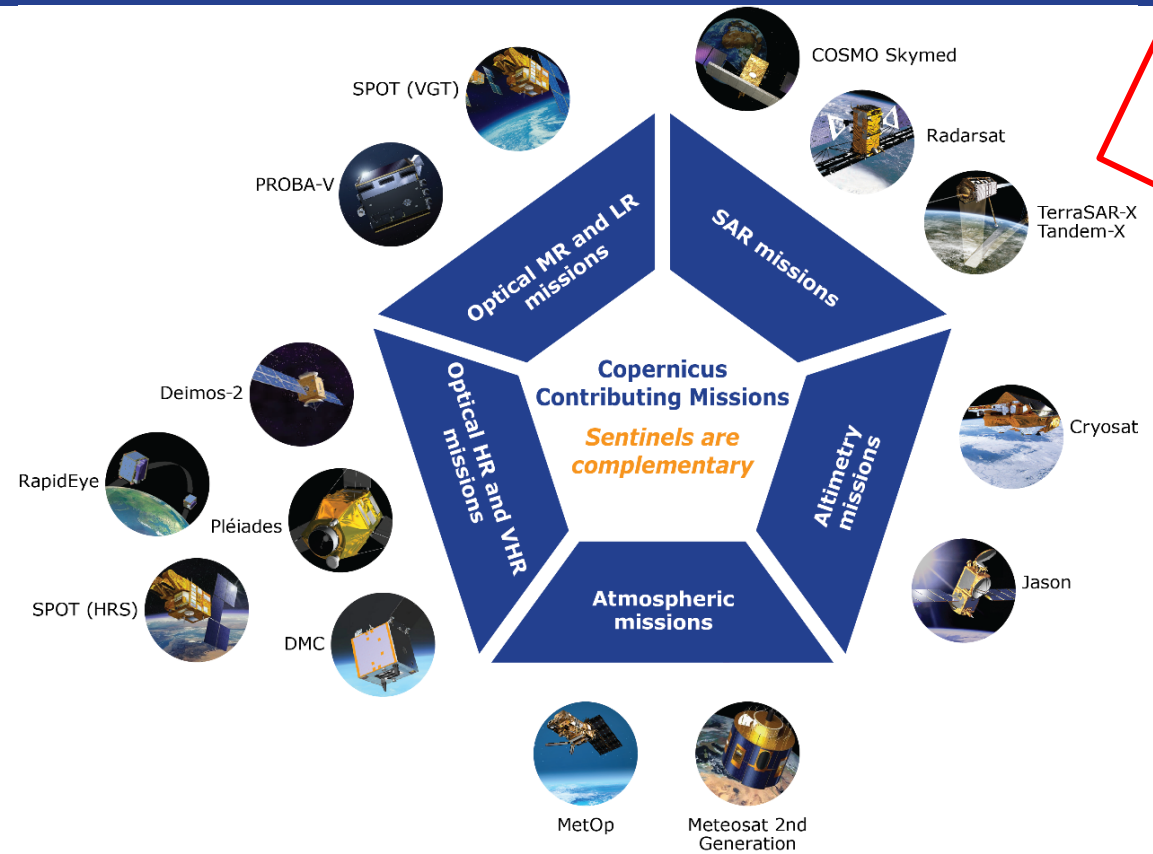 COSMO Skymed
SPOT (VGT)
Radarsat
PROBA-V
TerraSAR-X
Tandem-X
Optical MR and LR
missions
SAR missions
Copernicus
Contributing Missions
Sentinels are
complementary
Deimos-2
Optical HR and VHR
missions
Altimetry
missions
Cryosat
RapidEye
Pléiades
SPOT (HRS)
DMC
Atmospheric
missions
Jason
MetOp
Meteosat 2nd
Generation